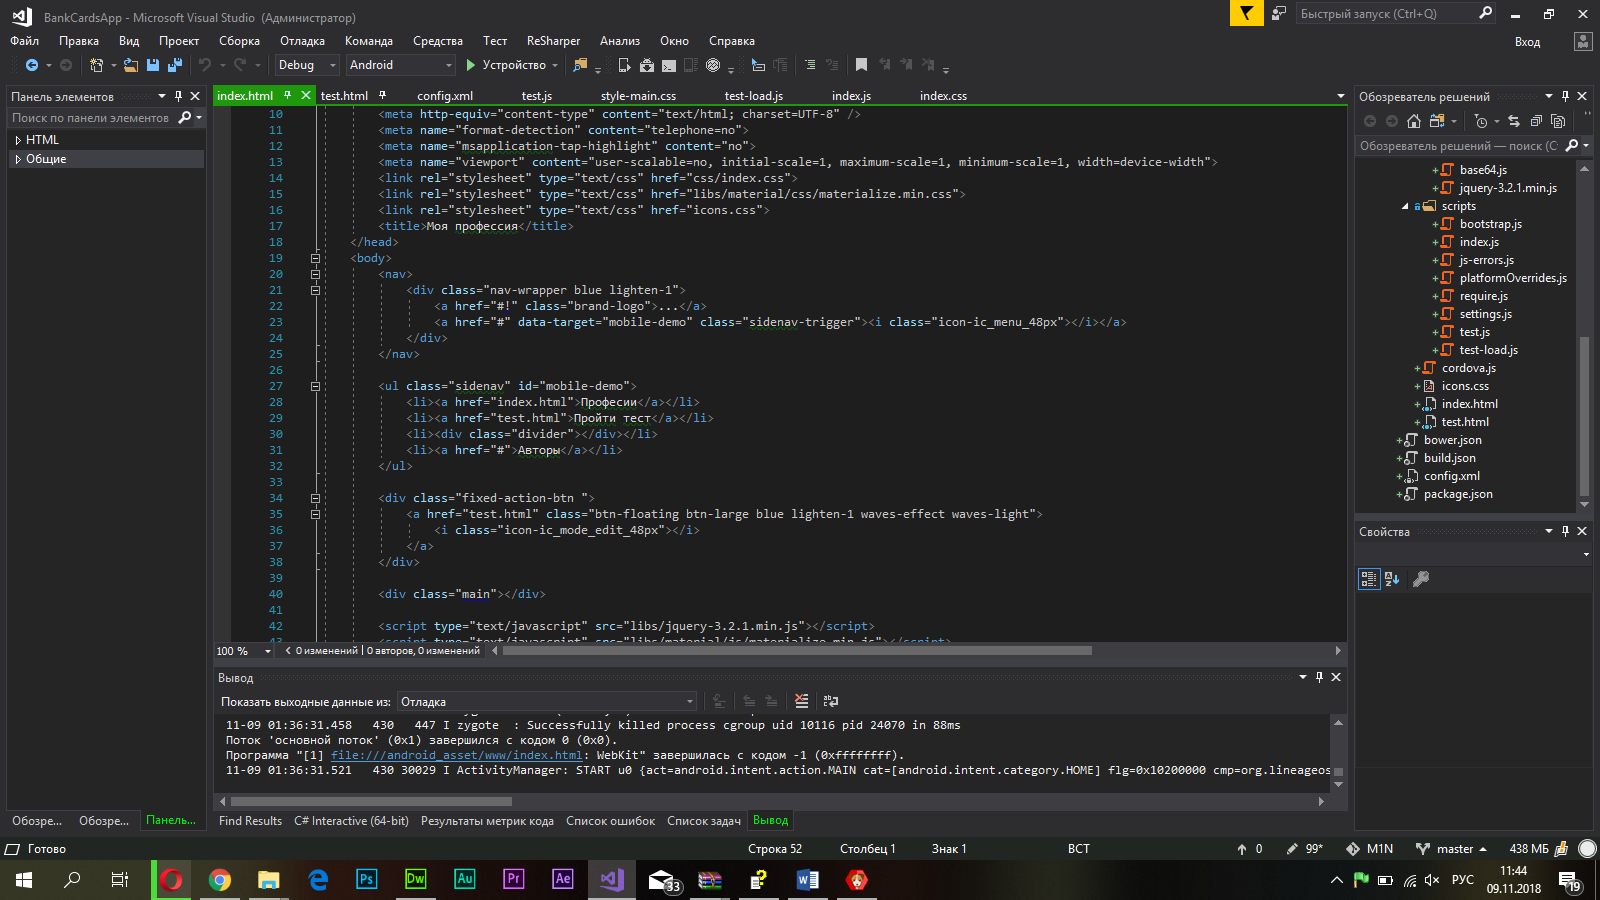 BankCardsApp - Microsoft Visual Studio (Администратор)
Быстрый запуск (Ctrl+Q)
Файл Правка Вид Проект Сборка Отладка Команда Средства Тест ReSharper Анализ Окно Справка
Вход
Debug Android Устройство
Панель элементов
Поиск по панели элементов
HTML
Общие
index.html test.html config.xml test.js style-main.css test-load.js index.js index.css
10 <meta http-equiv="content-type" content="text/html; charset=UTF-8" />
11 <meta name="format-detection" content="telephone=no">
12 <meta name="msapplication-tap-highlight" content="no">
13 <meta name="viewport" content="user-scalable=no, initial-scale=1, maximum-scale=1, minimum-scale=1, width=device-width">
14 <link rel="stylesheet" type="text/css" href="css/index.css">
15 <link rel="stylesheet" type="text/css" href="libs/material/css/materialize.min.css">
16 <link rel="stylesheet" type="text/css" href="icons.css">
17 <title>Моя профессия</title>
18 </head>
19 <body>
20 <nav>
21 <div class="nav-wrapper blue lighten-1">
22 <a href="#!" class="brand-logo">...</a>
23 <a href="#" data-target="mobile-demo" class="sidenav-trigger"><i class="icon-ic_menu_48px"></i></a>
24 </div>
25 </nav>
26
27 <ul class="sidenav" id="mobile-demo">
28 <li><a href="index.html">Професии</a></li>
29 <li><a href="test.html">Пройти тест</a></li>
30 <li><div class="divider"></div></li>
31 <li><a href="#">Авторы</a></li>
32 </ul>
33
34 <div class="fixed-action-btn ">
35 <a href="test.html" class="btn-floating btn-large blue lighten-1 waves-effect waves-light">
36 <i class="icon-ic_mode_edit_48px"></i>
37 </a>
38 </div>
39
40 <div class="main"></div>
41
42 <script type="text/javascript" src="libs/jquery-3.2.1.min.js"></script>
43 <script type="text/javascript" src="libs/material/js/materialize.min.js"></script>
100 % 0 изменений | 0 авторов, 0 изменений
Обозреватель решений
Обозреватель решений — поиск (C
base64.js
jquery-3.2.1.min.js
scripts
bootstrap.js
index.js
js-errors.js
platformOverrides.js
require.js
settings.js
test.js
test-load.js
cordova.js
icons.css
index.html
test.html
bower.json
build.json
config.xml
package.json
Свойства
Вывод
Показать выходные данные из: Отладка
11-09 01:36:31.458 430 447 I zygote : Successfully killed process cgroup uid 10116 pid 24070 in 88ms
Поток 'основной поток' (0x1) завершился с кодом 0 (0x0).
Программа "[1] file:///android_asset/www/index.html: WebKit" завершилась с кодом -1 (0xffffffff).
11-09 01:36:31.521 430 30029 I ActivityManager: START u0 {act=android.intent.action.MAIN cat=[android.intent.category.HOME] flg=0x10200000 cmp=org.lineageos
Обозре... Обозре... Панель... Find Results C# Interactive (64-bit) Результаты метрик кода Список ошибок Список задач Вывод
Готово Строка 52 Столбец 1 Знак 1 ВСТ 0 99* M1N master 438 МБ
Ps Dw Au Pr Ae 33 РУС 11:44
09.11.2018 19